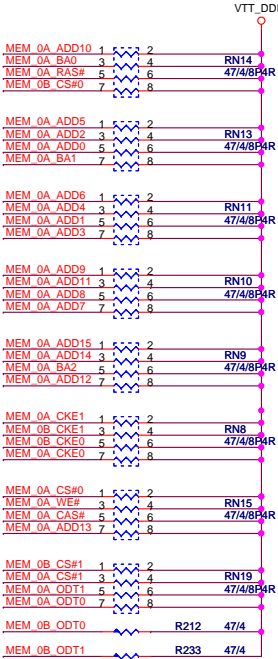 VTT_DD
MEM_0A_ADD10 1 2
MEM_0A_BA0 3 4 RN14
MEM_0A_RAS# 5 6 47/4/8P4R
MEM_0B_CS#0 7 8
MEM_0A_ADD5 1 2
MEM_0A_ADD2 3 4 RN13
MEM_0A_ADD0 5 6 47/4/8P4R
MEM_0A_BA1 7 8
MEM_0A_ADD6 1 2
MEM_0A_ADD4 3 4 RN11
MEM_0A_ADD1 5 6 47/4/8P4R
MEM_0A_ADD3 7 8
MEM_0A_ADD9 1 2
MEM_0A_ADD11 3 4 RN10
MEM_0A_ADD8 5 6 47/4/8P4R
MEM_0A_ADD7 7 8
MEM_0A_ADD15 1 2
MEM_0A_ADD14 3 4 RN9
MEM_0A_BA2 5 6 47/4/8P4R
MEM_0A_ADD12 7 8
MEM_0A_CKE1 1 2
MEM_0B_CKE1 3 4 RN8
MEM_0B_CKE0 5 6 47/4/8P4R
MEM_0A_CKE0 7 8
MEM_0A_CS#0 1 2
MEM_0A_WE# 3 4 RN15
MEM_0A_CAS# 5 6 47/4/8P4R
MEM_0A_ADD13 7 8
MEM_0B_CS#1 1 2
MEM_0A_CS#1 3 4 RN19
MEM_0A_ODT1 5 6 47/4/8P4R
MEM_0A_ODT0 7 8
MEM_0B_ODT0 R212 47/4
MEM_0B_ODT1 R233 47/4